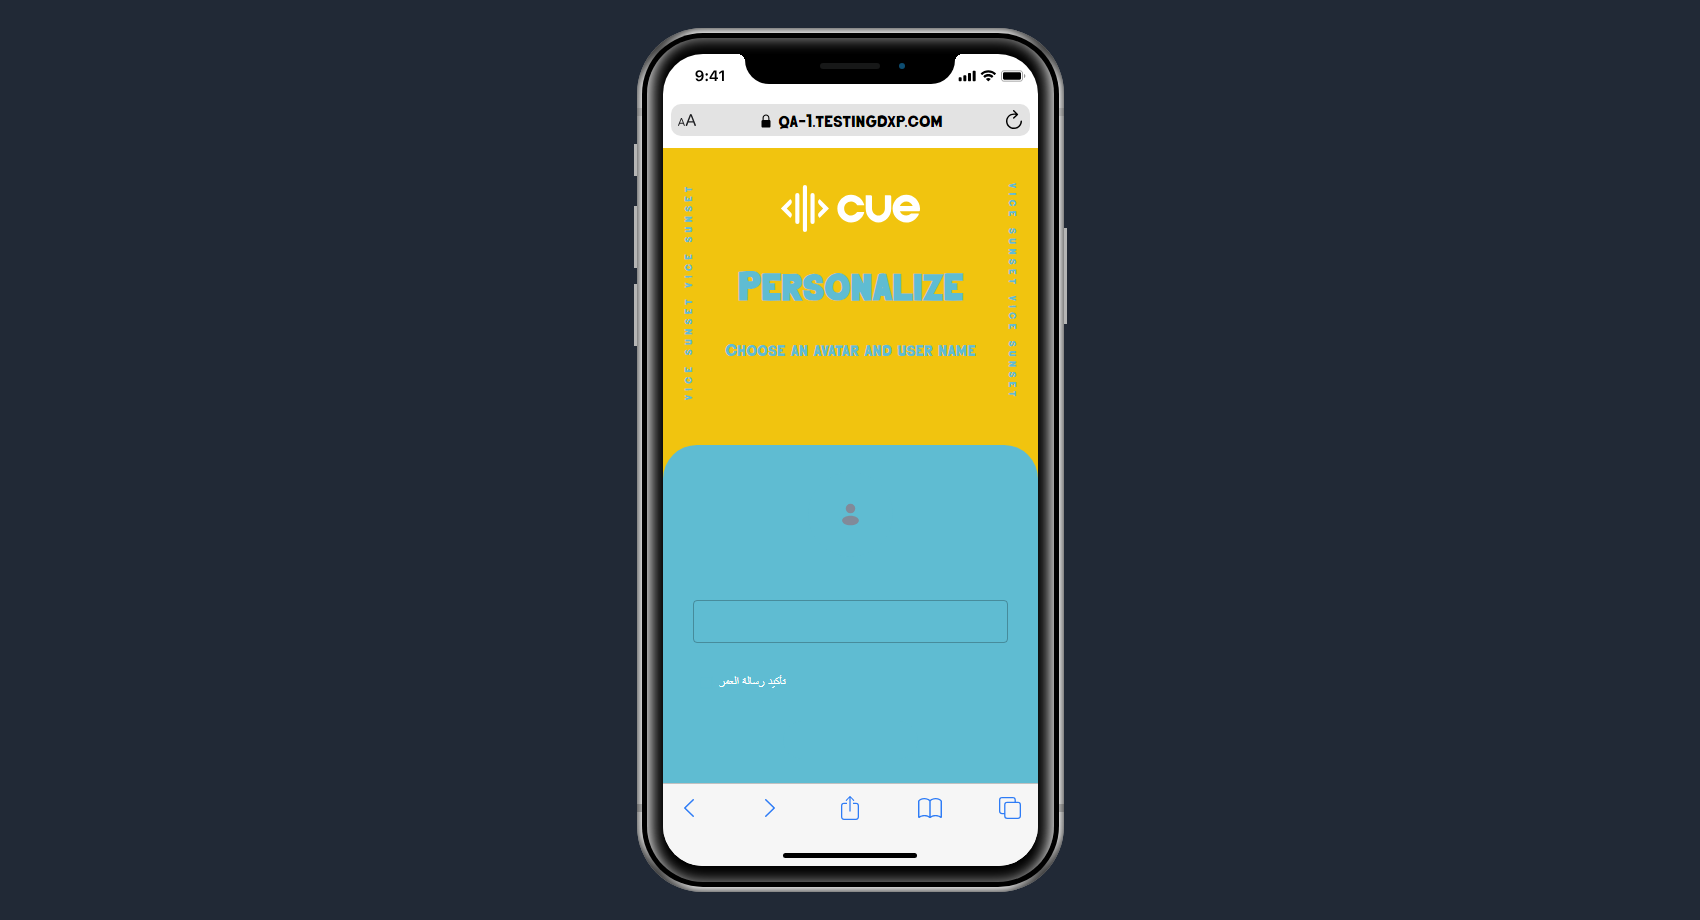 9:41
AA
QA-1.TESTINGDXP.COM
cue
VICE SUNSET VICE SUNSET
VICE SUNSET VICE SUNSET
PERSONALIZE
CHOOSE AN AVATAR AND USER NAME
تأكيد رسالة العمر